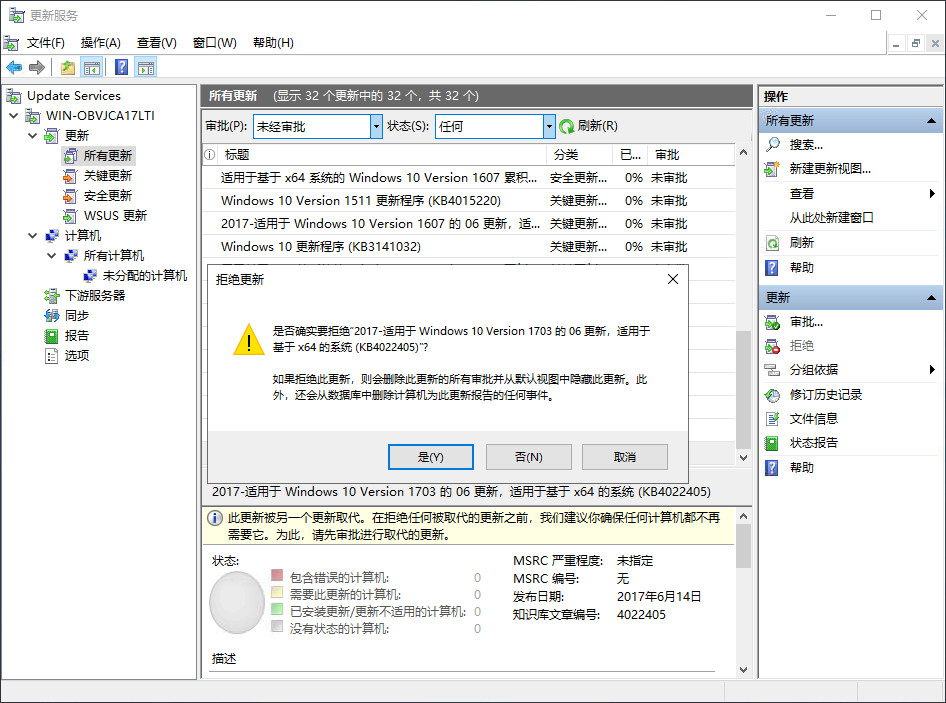 更新服务
文件(F) 操作(A) 查看(V) 窗口(W) 帮助(H)
Update Services
WIN-OBVJCA17LTI
更新
所有更新
关键更新
安全更新
WSUS 更新
计算机
所有计算机
未分配的计算机
下游服务器
同步
报告
选项
所有更新 (显示 32 个更新中的 32 个，共 32 个)
审批(P): 未经审批 状态(S): 任何 刷新(R)
标题 分类 已... 审批
适用于基于 x64 系统的 Windows 10 Version 1607 累积... 安全更新... 0% 未审批
Windows 10 Version 1511 更新程序 (KB4015220) 关键更新... 0% 未审批
2017-适用于 Windows 10 Version 1607 的 06 更新，适... 关键更新... 0% 未审批
Windows 10 更新程序 (KB3141032) 关键更新... 0% 未审批
拒绝更新
是否确实要拒绝“2017-适用于 Windows 10 Version 1703 的 06 更新，适用于
基于 x64 的系统 (KB4022405)”?
如果拒绝此更新，则会删除此更新的所有审批并从默认视图中隐藏此更新。此
外，还会从数据库中删除计算机为此更新报告的任何事件。
是(Y) 否(N) 取消
2017-适用于 Windows 10 Version 1703 的 06 更新，适用于基于 x64 的系统 (KB4022405)
此更新被另一个更新取代。在拒绝任何被取代的更新之前，我们建议你确保任何计算机都不再
需要它。为此，请先审批进行取代的更新。
状态:
包含错误的计算机: 0
需要此更新的计算机: 0
已安装更新/更新不适用的计算机: 0
没有状态的计算机: 0
MSRC 严重程度: 未指定
MSRC 编号: 无
发布日期: 2017年6月14日
知识库文章编号: 4022405
描述
操作
所有更新
搜索...
新建更新视图...
查看
从此处新建窗口
刷新
帮助
更新
审批...
拒绝
分组依据
修订历史记录
文件信息
状态报告
帮助